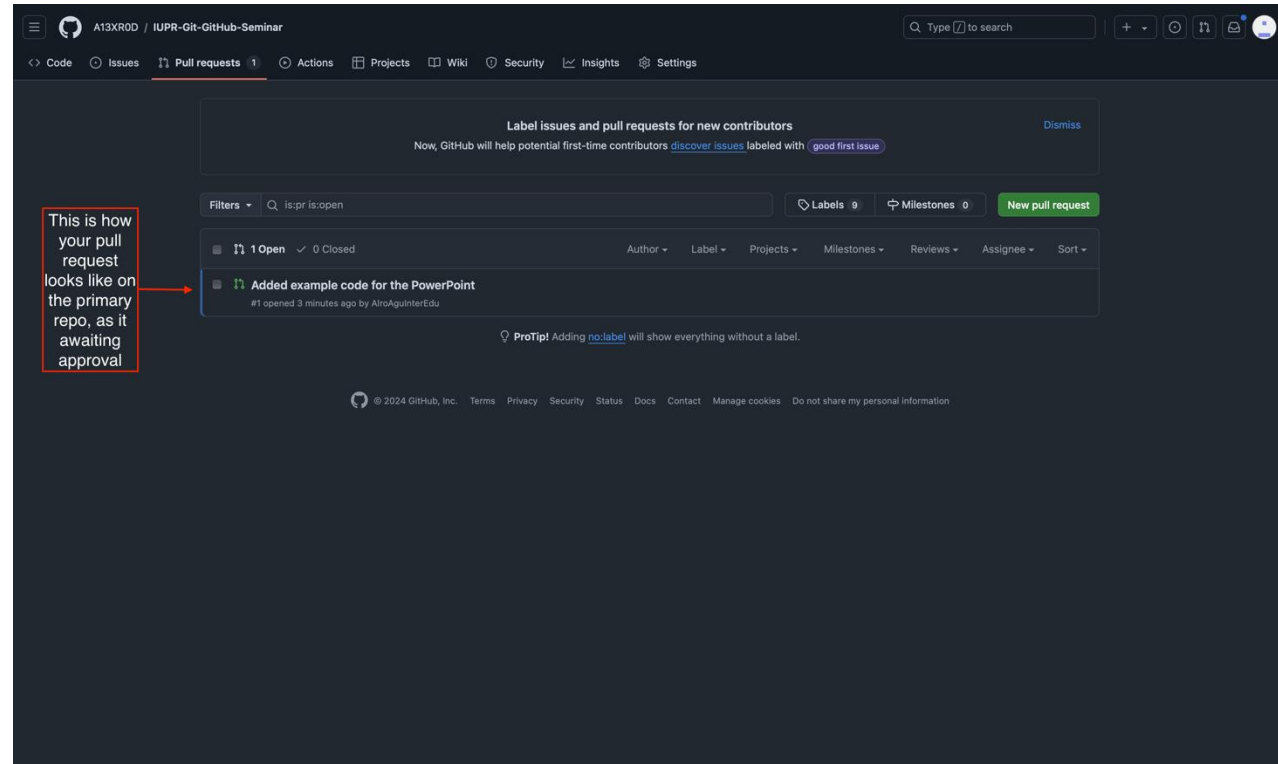 A13XR0D / IUPR-Git-GitHub-Seminar
Type / to search
Code Issues Pull requests 1 Actions Projects Wiki Security Insights Settings
Label issues and pull requests for new contributors
Dismiss
Now, GitHub will help potential first-time contributors discover issues labeled with good first issue
Filters is:pr is:open Labels 9 Milestones 0 New pull request
1 Open 0 Closed Author Label Projects Milestones Reviews Assignee Sort
Added example code for the PowerPoint
#1 opened 3 minutes ago by AlroAguInterEdu
This is how
your pull
request
looks like on
the primary
repo, as it
awaiting
approval
ProTip! Adding no:label will show everything without a label.
© 2024 GitHub, Inc. Terms Privacy Security Status Docs Contact Manage cookies Do not share my personal information